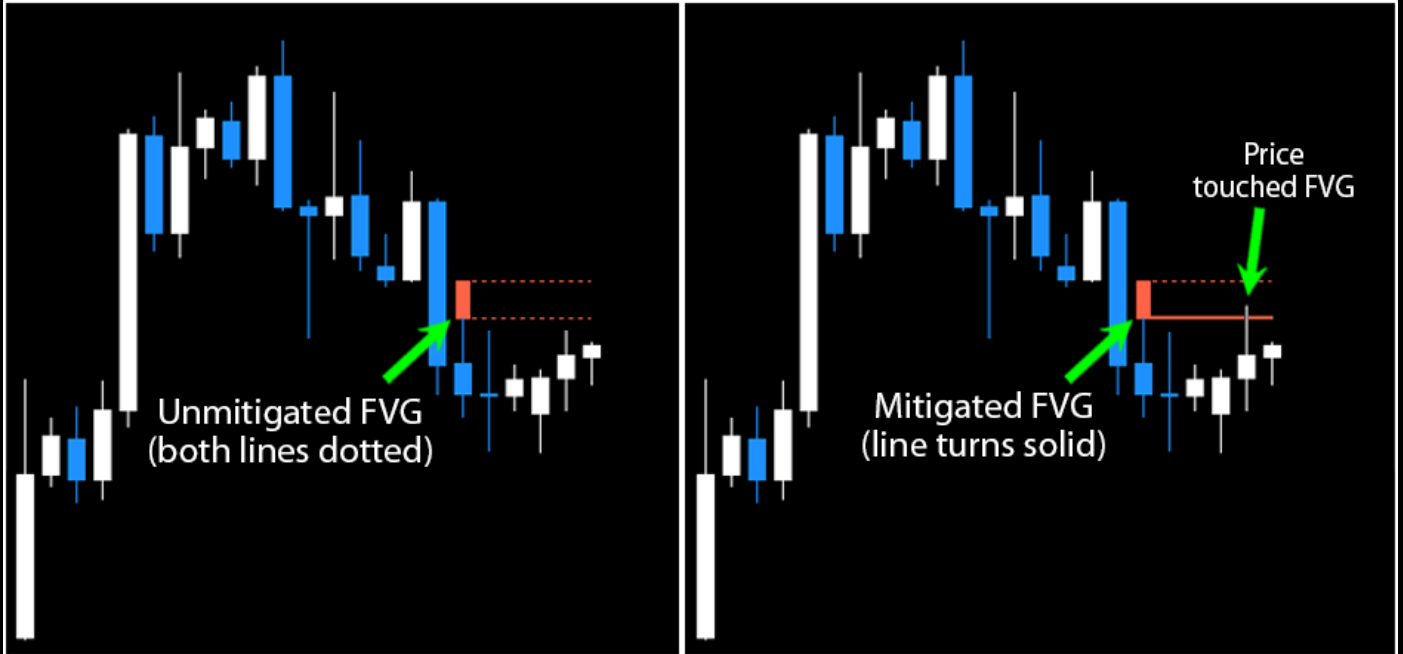 Unmitigated FVG
(both lines dotted)
Price
touched FVG
Mitigated FVG
(line turns solid)